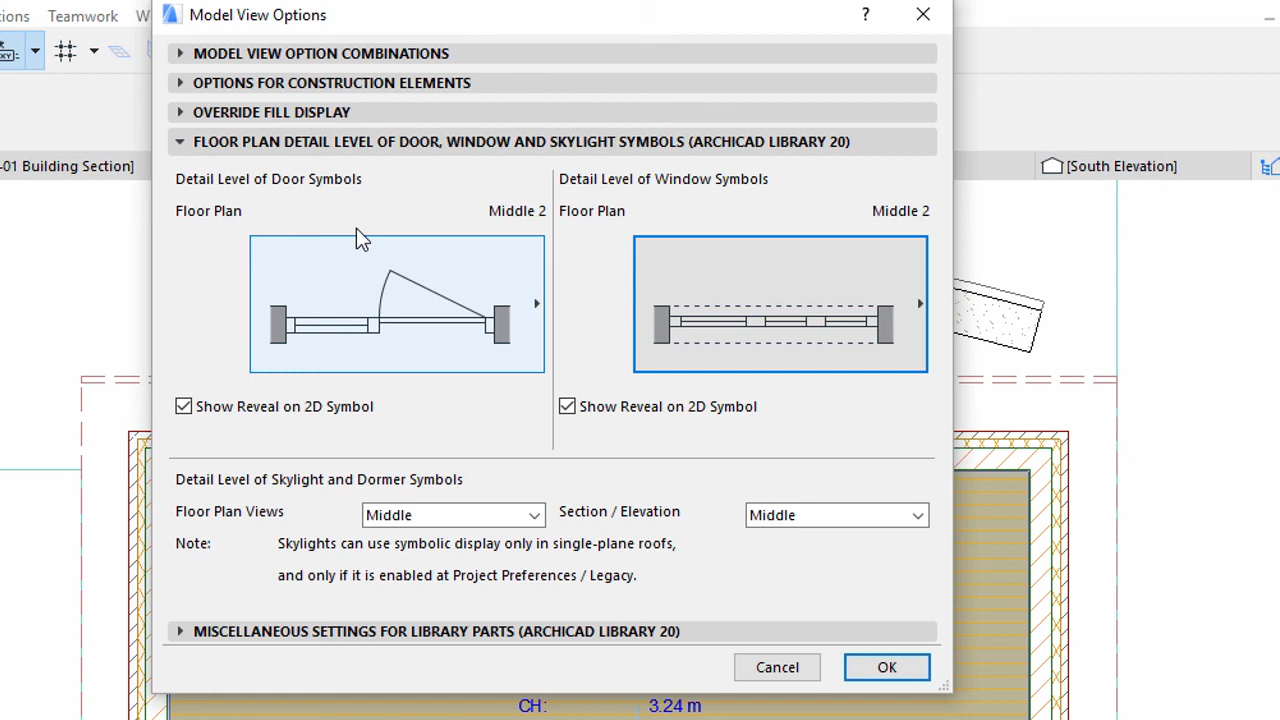 tions Teamwork W
Model View Options ?
XY
MODEL VIEW OPTION COMBINATIONS
OPTIONS FOR CONSTRUCTION ELEMENTS
OVERRIDE FILL DISPLAY
FLOOR PLAN DETAIL LEVEL OF DOOR, WINDOW AND SKYLIGHT SYMBOLS (ARCHICAD LIBRARY 20)
-01 Building Section] [South Elevation]
Detail Level of Door Symbols Detail Level of Window Symbols
Floor Plan Middle 2 Floor Plan Middle 2
Show Reveal on 2D Symbol Show Reveal on 2D Symbol
Detail Level of Skylight and Dormer Symbols
Floor Plan Views Middle Section / Elevation Middle
Note: Skylights can use symbolic display only in single-plane roofs,
and only if it is enabled at Project Preferences / Legacy.
MISCELLANEOUS SETTINGS FOR LIBRARY PARTS (ARCHICAD LIBRARY 20)
Cancel OK
CH: 3.24 m